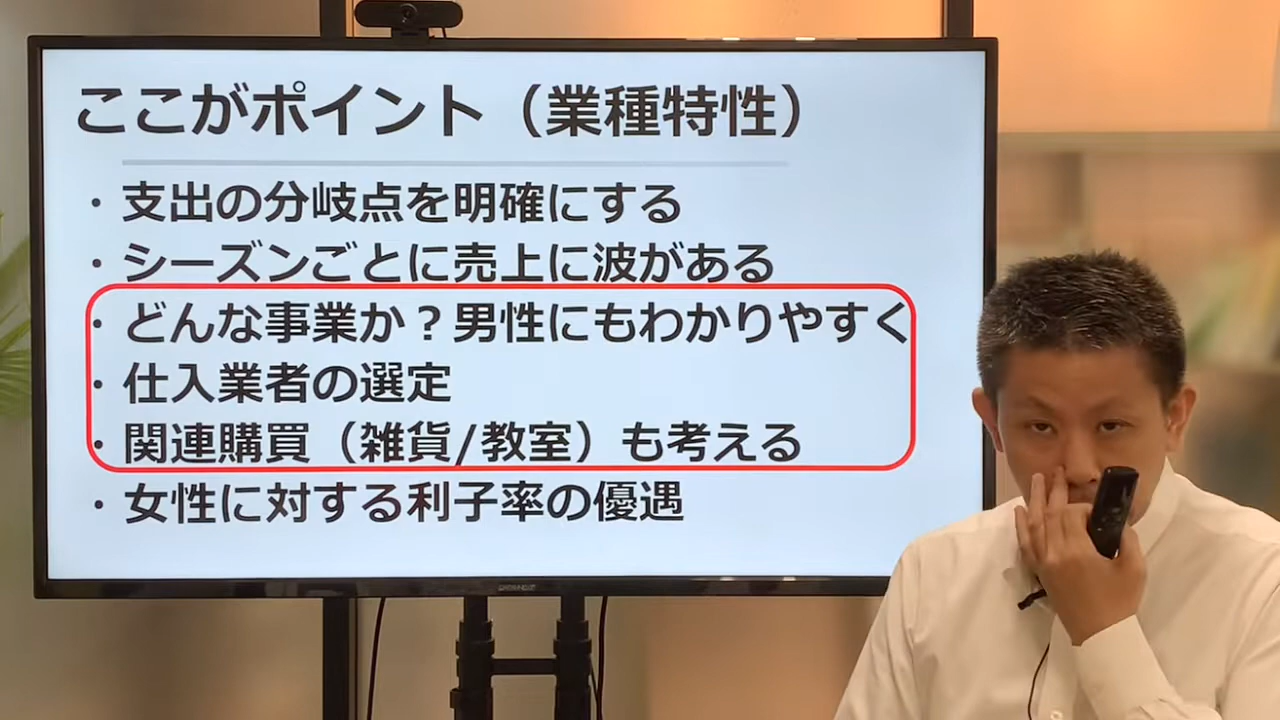 ここがポイント（業種特性）
・支出の分岐点を明確にする
・シーズンごとに売上に波がある
・どんな事業か？男性にもわかりやすく
・仕入業者の選定
・関連購買（雑貨/教室）も考える
・女性に対する利子率の優遇